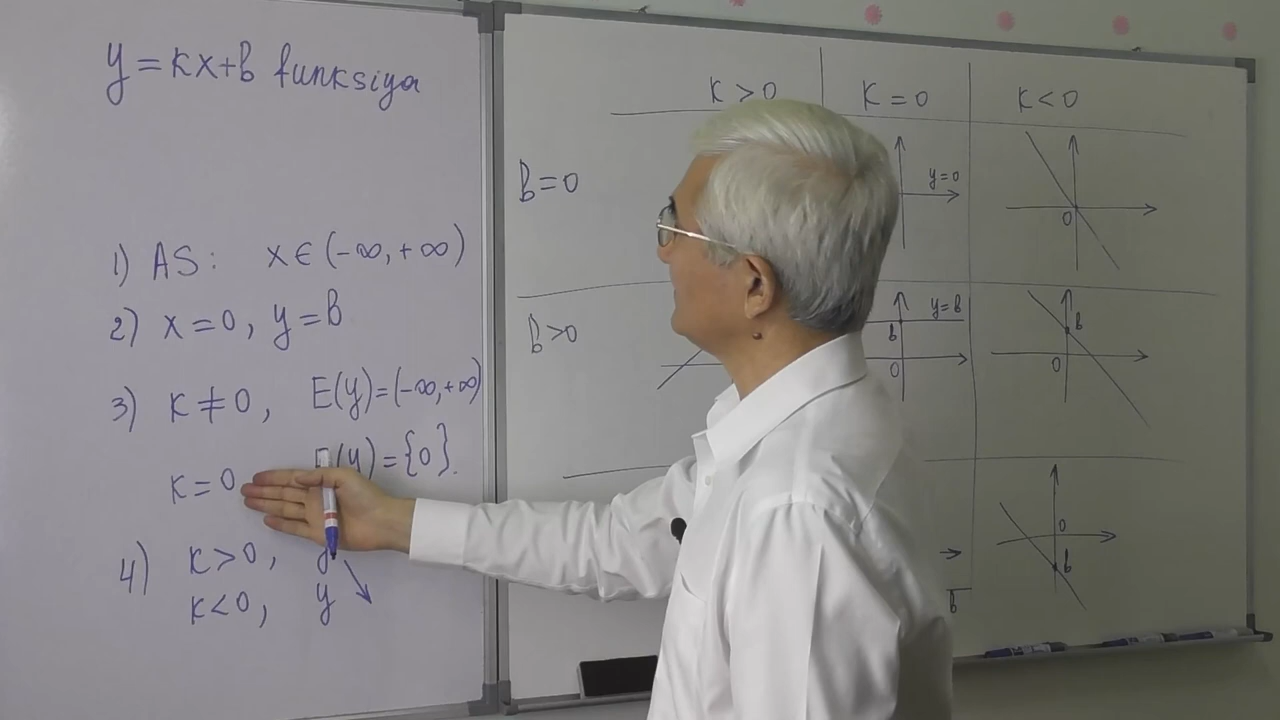 y = kx + b funksiya
1) AS: x ∈ (-∞, +∞)
2) x = 0, y = b
3) k ≠ 0, E(y) = (-∞, +∞)
k = 0 E(y) = {0}.
4) k > 0, y
k < 0, y ↘
k > 0 k = 0 k < 0
b = 0
y = 0
0
b > 0
y = b
b
0
b
0
0
b
b